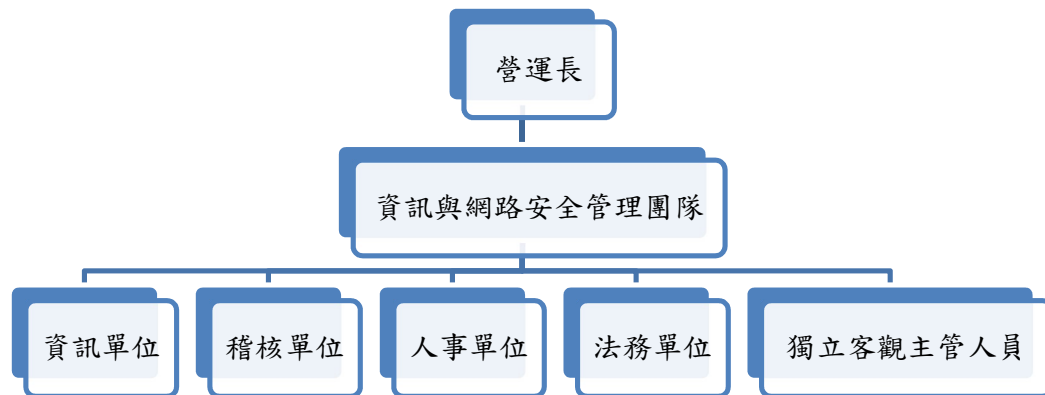 營運長
資訊與網路安全管理團隊
資訊單位
稽核單位
人事單位
法務單位
獨立客觀主管人員